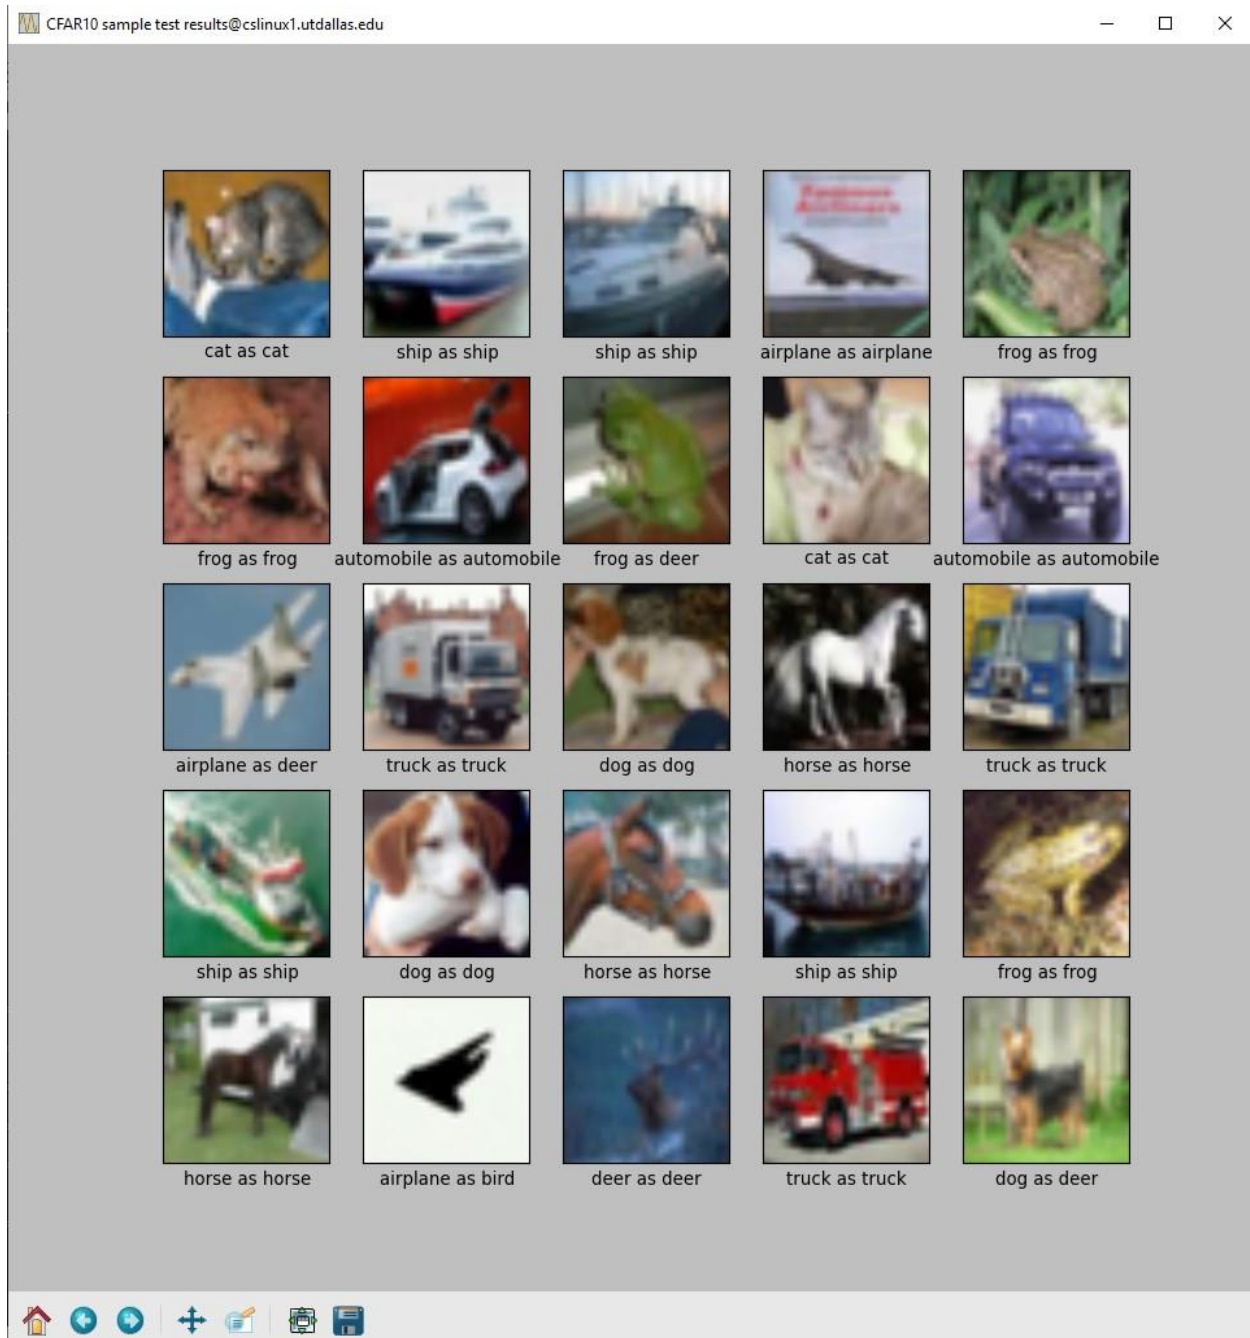 CFAR10 sample test results@cslinux1.utdallas.edu
Famous
Airliners
cat as cat
ship as ship
ship as ship
airplane as airplane
frog as frog
frog as frog
automobile as automobile
frog as deer
cat as cat
automobile as automobile
airplane as deer
truck as truck
dog as dog
horse as horse
truck as truck
ship as ship
dog as dog
horse as horse
ship as ship
frog as frog
horse as horse
airplane as bird
deer as deer
truck as truck
dog as deer